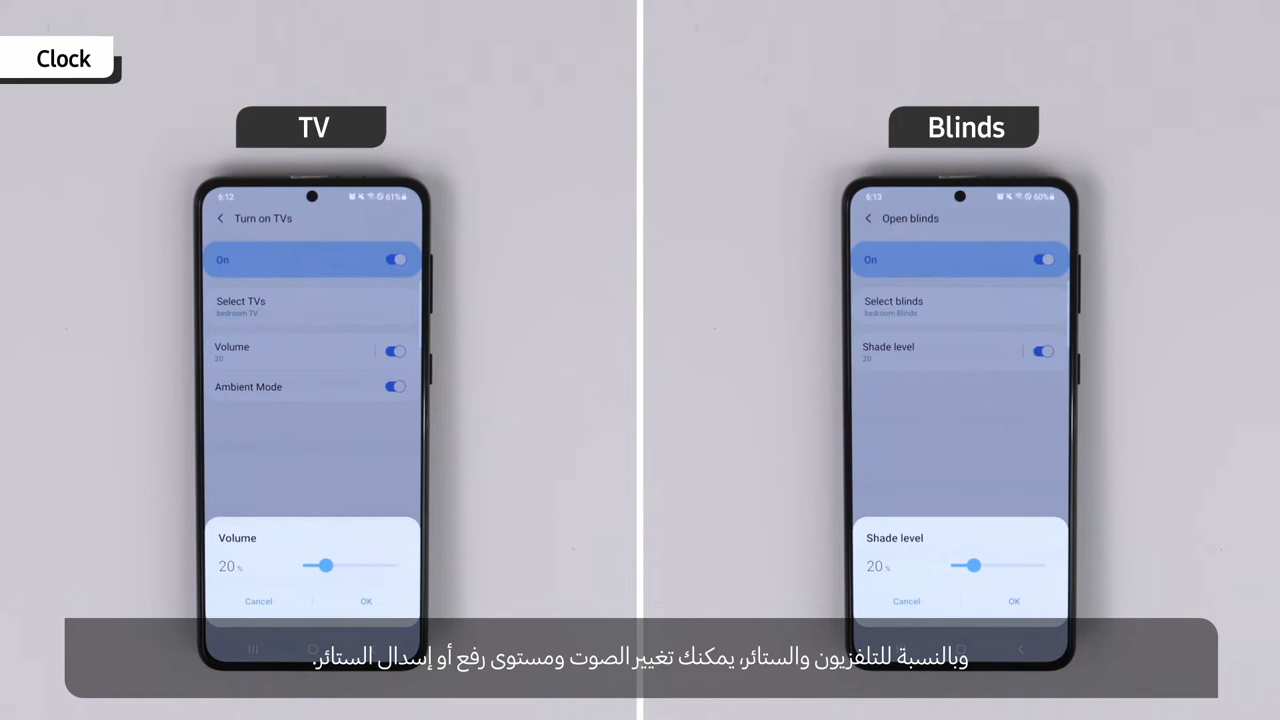 Clock
TV
6:12
61%
Turn on TVs
On
Select TVs
bedroom TV
Volume
20
Ambient Mode
Volume
20 %
Cancel
OK
Blinds
6:13
60%
Open blinds
On
Select blinds
bedroom Blinds
Shade level
20
Shade level
20 %
Cancel
OK
وبالنسبة للتلفزيون والستائر، يمكنك تغيير الصوت ومستوى رفع أو إسدال الستائر.